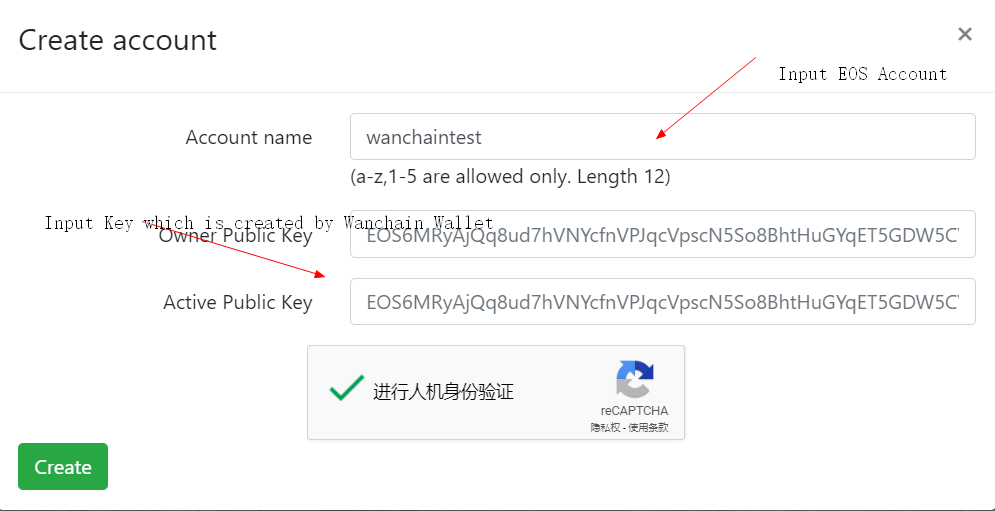 Create account
×
Input EOS Account
Account name
wanchaintest
(a-z,1-5 are allowed only. Length 12)
Input Key which is created by Wanchain Wallet
Owner Public Key
EOS6MRyAjQq8ud7hVNYcfnVPJqcVpscN5So8BhtHuGYqET5GDW5CV
Active Public Key
EOS6MRyAjQq8ud7hVNYcfnVPJqcVpscN5So8BhtHuGYqET5GDW5CV
进行人机身份验证
reCAPTCHA
隐私权 - 使用条款
Create